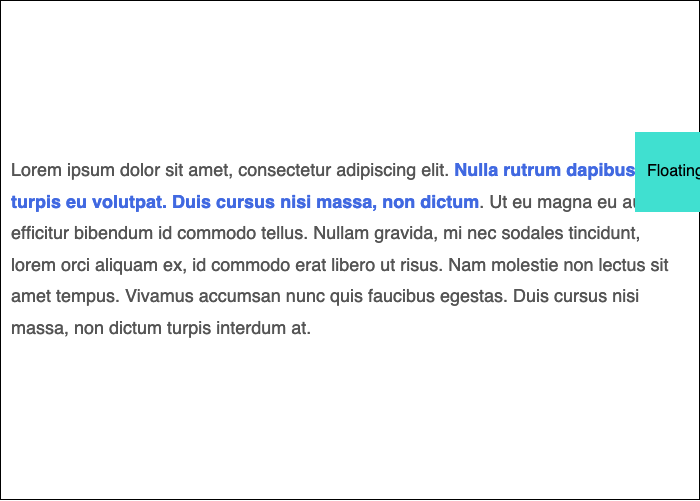 Lorem ipsum dolor sit amet, consectetur adipiscing elit. Nulla rutrum dapibus
Floating
turpis eu volutpat. Duis cursus nisi massa, non dictum. Ut eu magna eu
efficitur bibendum id commodo tellus. Nullam gravida, mi nec sodales tincidunt,
lorem orci aliquam ex, id commodo erat libero ut risus. Nam molestie non lectus sit
amet tempus. Vivamus accumsan nunc quis faucibus egestas. Duis cursus nisi
massa, non dictum turpis interdum at.